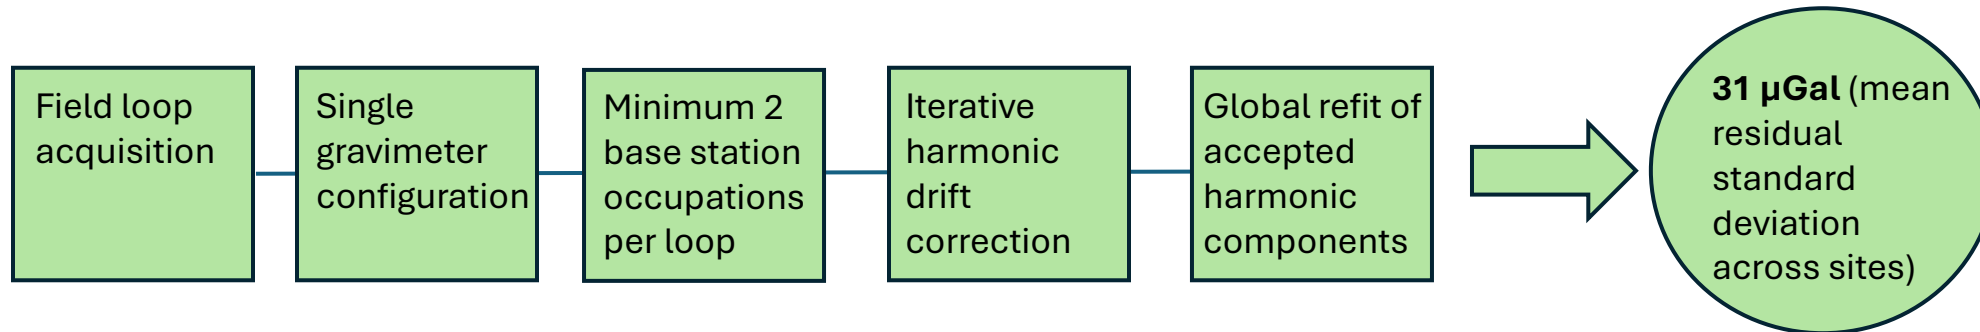 Field loop
acquisition
Single
gravimeter
configuration
Minimum 2
base station
occupations
per loop
Iterative
harmonic
drift
correction
Global refit of
accepted
harmonic
components
31 µGal (mean
residual
standard
deviation
across sites)